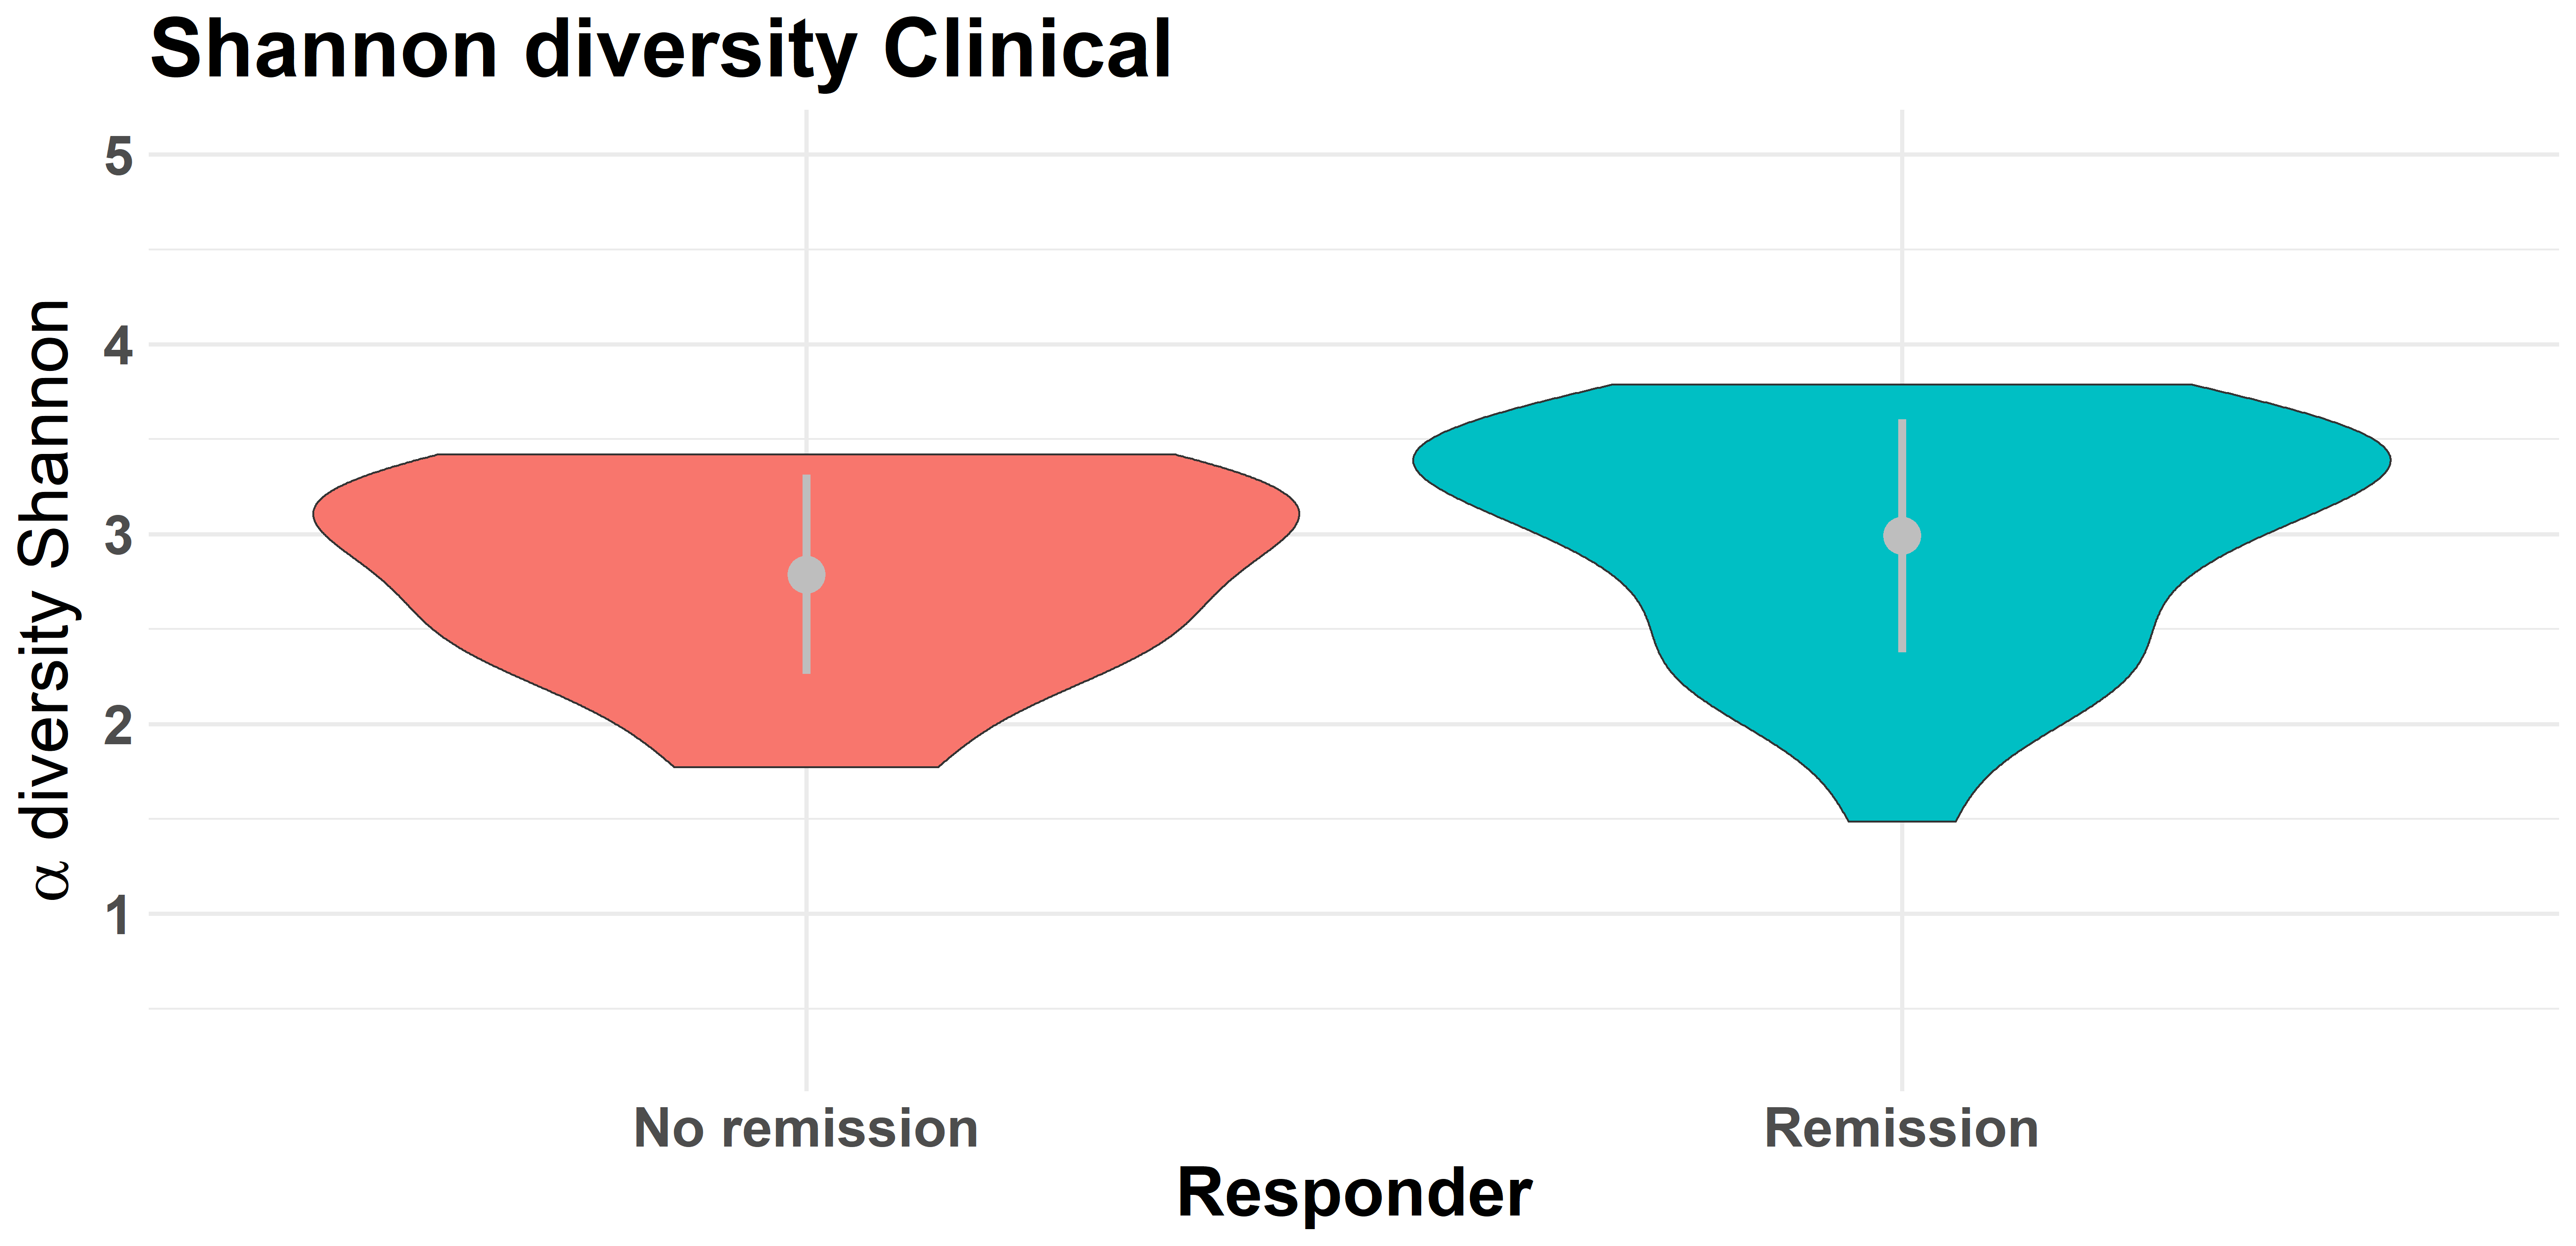 Shannon diversity Clinical
α diversity Shannon
5
4
3
2
1
No remission
Remission
Responder